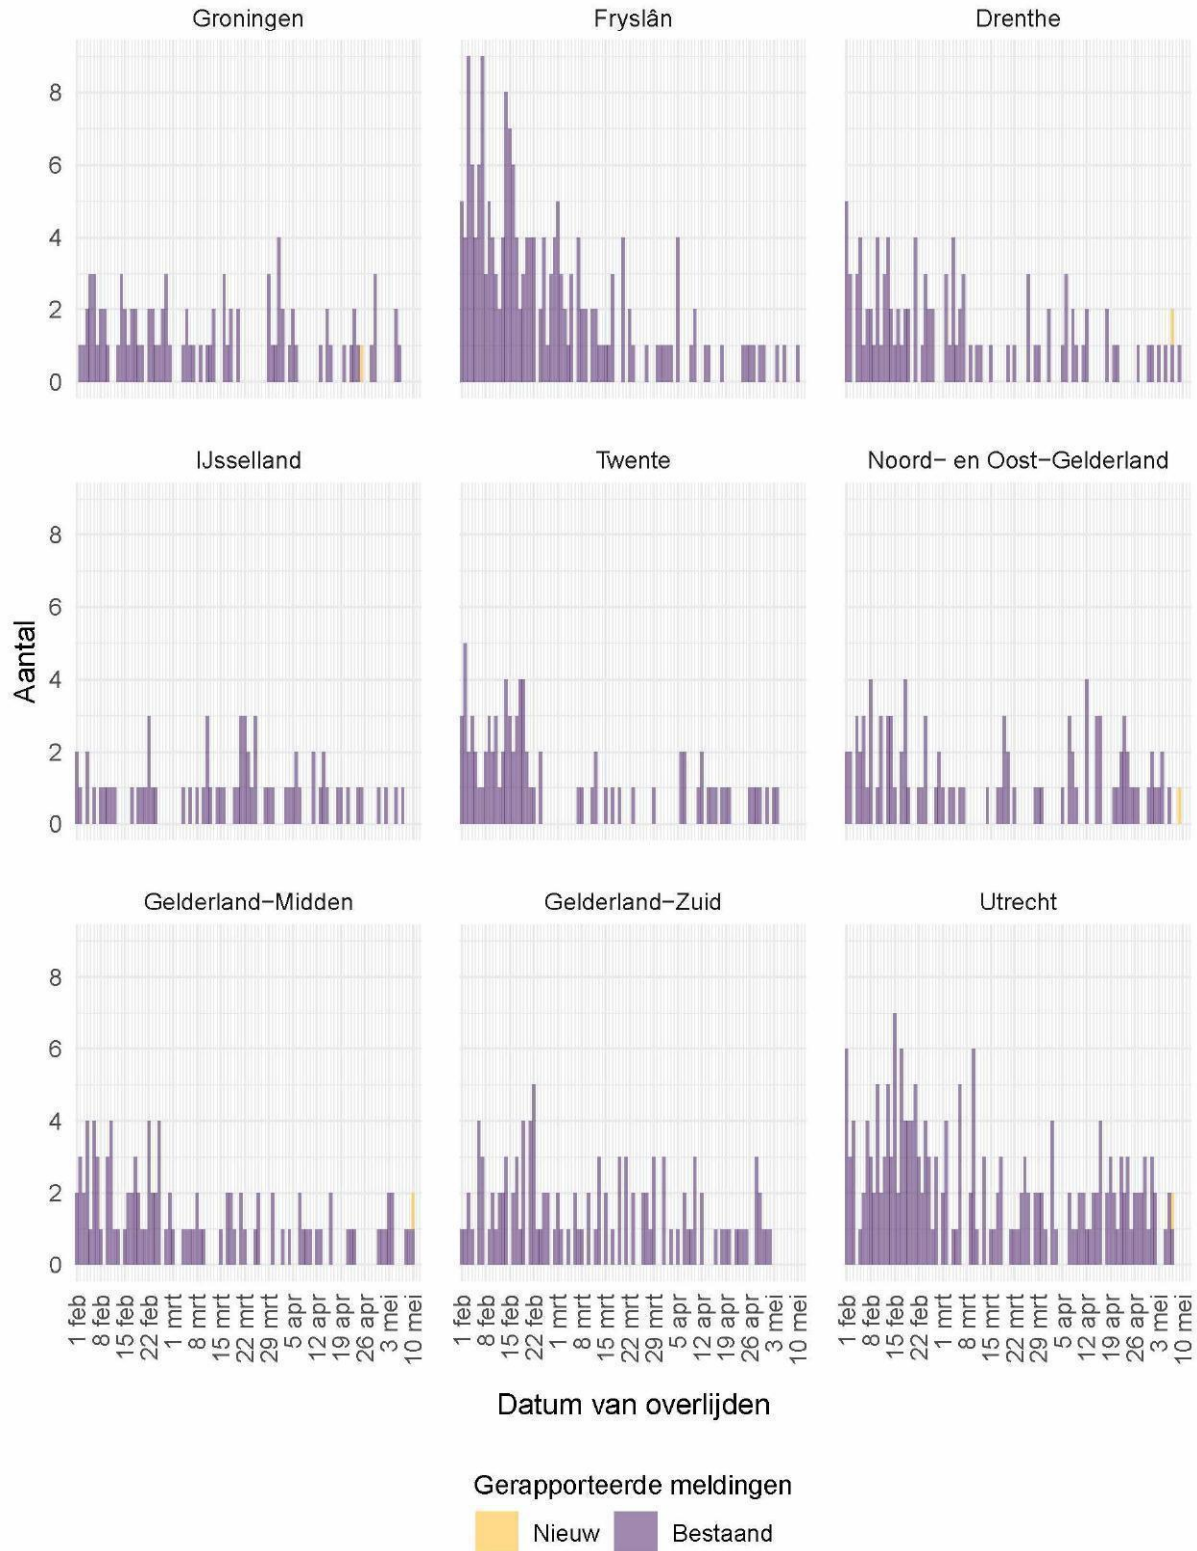 Groningen
Fryslân
Drenthe
8
6
4
2
0
IJsselland
Twente
Noord− en Oost−Gelderland
Aantal
8
6
4
2
0
Gelderland−Midden
Gelderland−Zuid
Utrecht
8
6
4
2
0
1 feb
8 feb
15 feb
22 feb
1 mrt
8 mrt
15 mrt
22 mrt
29 mrt
5 apr
12 apr
19 apr
26 apr
3 mei
10 mei
1 feb
8 feb
15 feb
22 feb
1 mrt
8 mrt
15 mrt
22 mrt
29 mrt
5 apr
12 apr
19 apr
26 apr
3 mei
10 mei
1 feb
8 feb
15 feb
22 feb
1 mrt
8 mrt
15 mrt
22 mrt
29 mrt
5 apr
12 apr
19 apr
26 apr
3 mei
10 mei
Datum van overlijden
Gerapporteerde meldingen
Nieuw
Bestaand